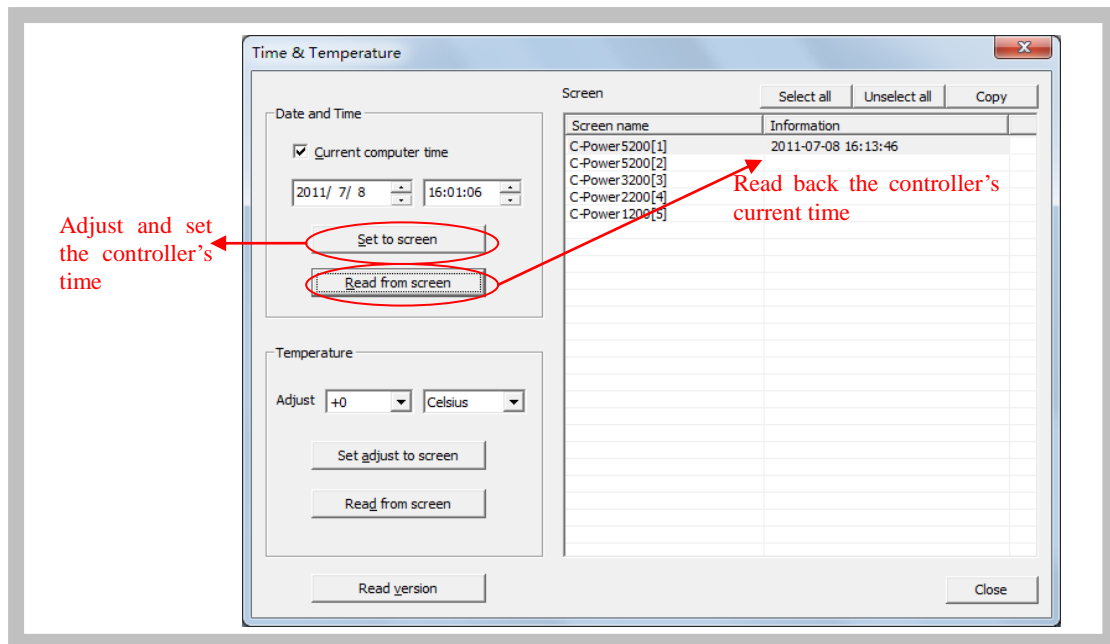 Time & Temperature
X
Screen
Select all
Unselect all
Copy
Date and Time
Current computer time
2011/ 7/ 8
16:01:06
Set to screen
Read from screen
Screen name
Information
C-Power5200[1]
2011-07-08 16:13:46
C-Power5200[2]
C-Power3200[3]
C-Power2200[4]
C-Power1200[5]
Adjust and set
the controller’s
time
Read back the controller’s
current time
Temperature
Adjust
+0
Celsius
Set adjust to screen
Read from screen
Read version
Close